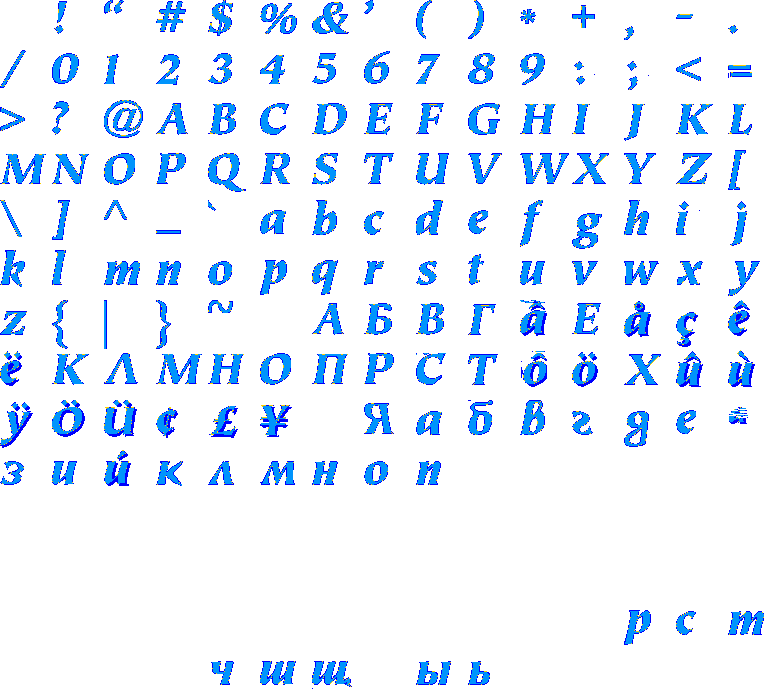 ! “ # $ % & ’ ( ) * + , - .
/ 0 1 2 3 4 5 6 7 8 9 : ; < =
> ? @ A B C D E F G H I J K L
M N O P Q R S T U V W X Y Z [
\ ] ^ _ ` a b c d e f g h i j
k l m n o p q r s t u v w x y
z { | } ~ А Б В Г Е å ç ê
ë К Л М Н О П Р С Т ô ö Х û ù
ÿ Ö Ü ¢ £ ¥ Я а б в г д е
з и ú к л м н о п
р с т
ч ш щ ы ь